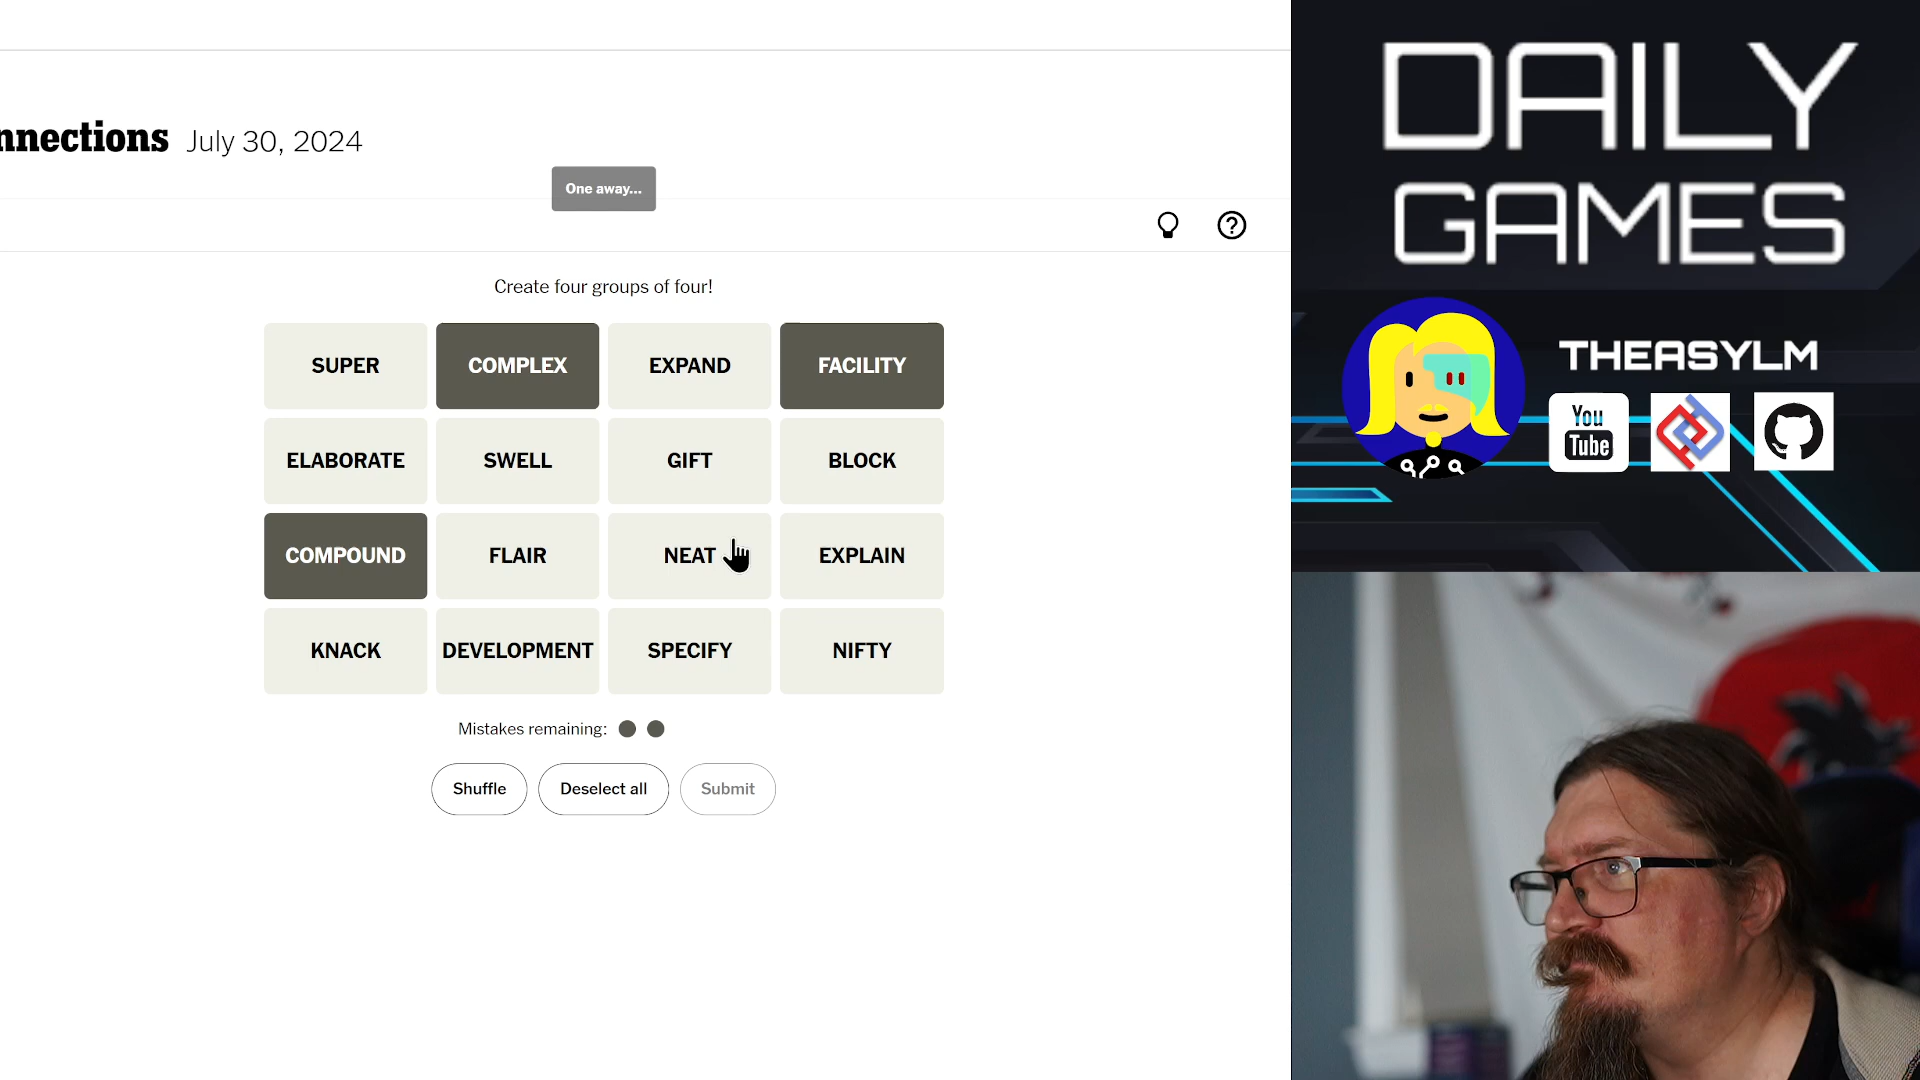 nnections July 30, 2024
One away...
Create four groups of four!
SUPER COMPLEX EXPAND FACILITY
ELABORATE SWELL GIFT BLOCK
COMPOUND FLAIR NEAT EXPLAIN
KNACK DEVELOPMENT SPECIFY NIFTY
Mistakes remaining:
Shuffle Deselect all Submit
DAILY
GAMES
THEASYLM
You
Tube